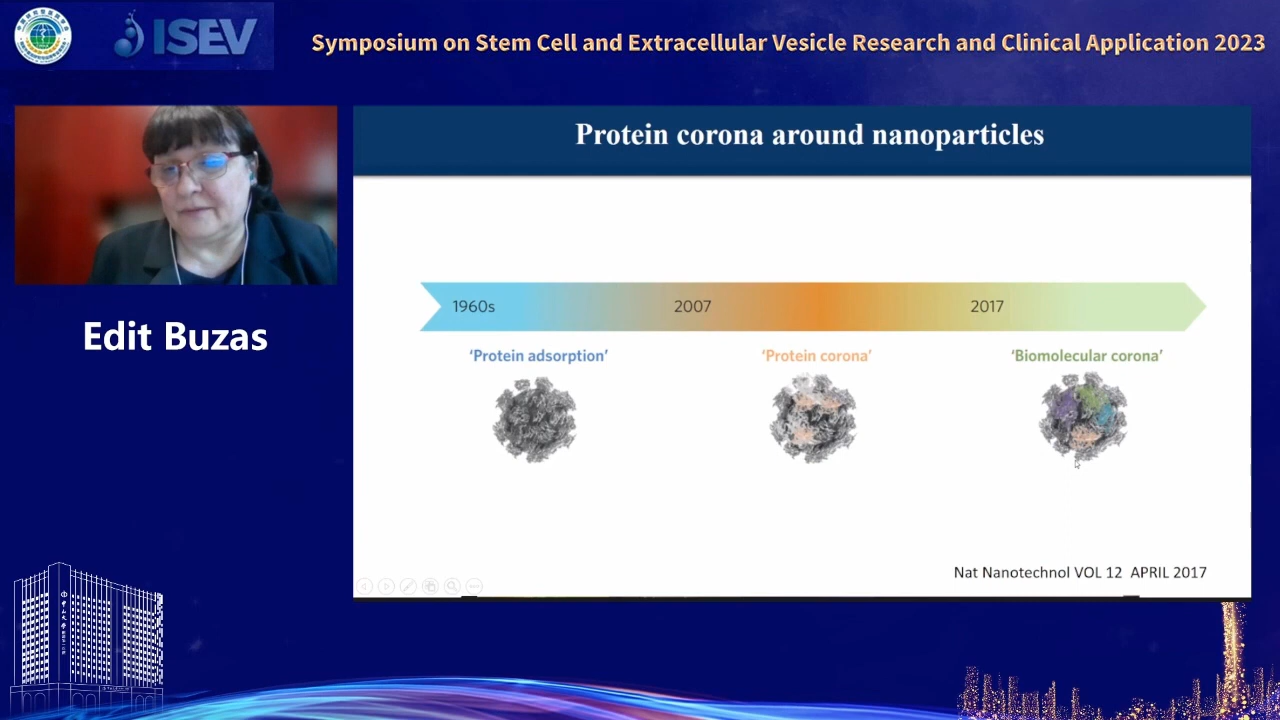 ISEV
Symposium on Stem Cell and Extracellular Vesicle Research and Clinical Application 2023
Edit Buzas
Protein corona around nanoparticles
1960s
2007
2017
‘Protein adsorption’
‘Protein corona’
‘Biomolecular corona’
Nat Nanotechnol VOL 12 APRIL 2017